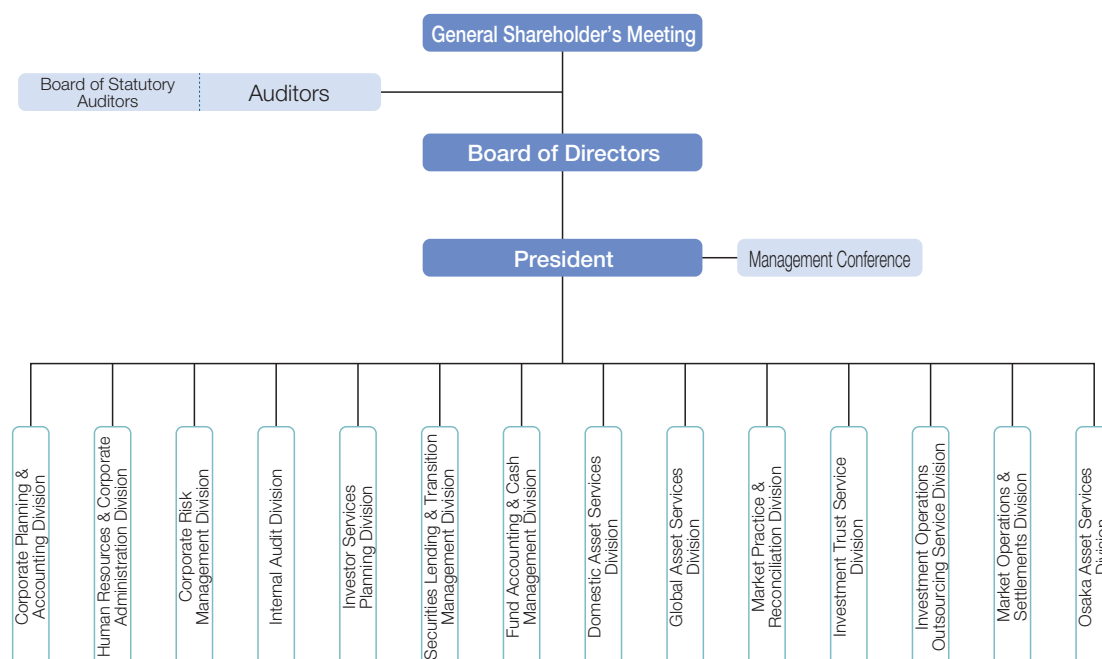 General Shareholder's Meeting
Board of Statutory
Auditors
Auditors
Board of Directors
President
Management Conference
Corporate Planning &
Accounting Division
Human Resources & Corporate
Administration Division
Corporate Risk
Management Division
Internal Audit Division
Investor Services
Planning Division
Securities Lending & Transition
Management Division
Fund Accounting & Cash
Management Division
Domestic Asset Services
Division
Global Asset Services
Division
Market Practice &
Reconciliation Division
Investment Trust Service
Division
Investment Operations
Outsourcing Service Division
Market Operations &
Settlements Division
Osaka Asset Services
Division